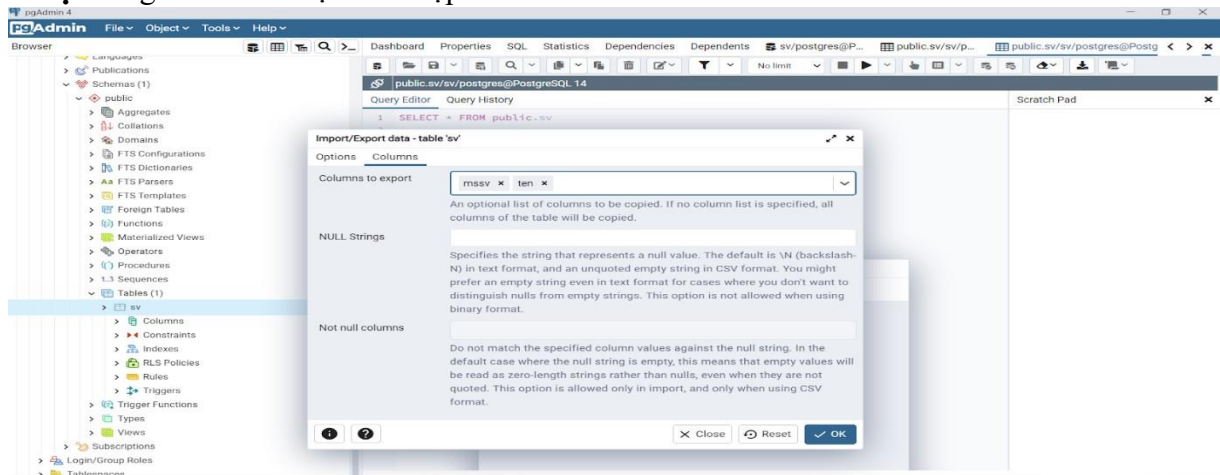 pgAdmin 4
pgAdmin File Object Tools Help
Browser
Dashboard Properties SQL Statistics Dependencies Dependents sv/postgres@P... public.sv/sv/p... public.sv/sv/postgres@Postg
Languages
Publications
Schemas (1)
public
Aggregates
Collations
Domains
FTS Configurations
FTS Dictionaries
Aa FTS Parsers
FTS Templates
Foreign Tables
Functions
Materialized Views
Operators
Procedures
1..3 Sequences
Tables (1)
sv
Columns
Constraints
Indexes
RLS Policies
Rules
Triggers
Trigger Functions
Types
Views
Subscriptions
Login/Group Roles
Tablespaces
No limit
public.sv/sv/postgres@PostgreSQL 14
Query Editor Query History
Scratch Pad
1 SELECT * FROM public.sv
Import/Export data - table 'sv'
Options Columns
Columns to export
mssv × ten ×
An optional list of columns to be copied. If no column list is specified, all
columns of the table will be copied.
NULL Strings
Specifies the string that represents a null value. The default is \N (backslash-
N) in text format, and an unquoted empty string in CSV format. You might
prefer an empty string even in text format for cases where you don't want to
distinguish nulls from empty strings. This option is not allowed when using
binary format.
Not null columns
Do not match the specified column values against the null string. In the
default case where the null string is empty, this means that empty values will
be read as zero-length strings rather than nulls, even when they are not
quoted. This option is allowed only in import, and only when using CSV
format.
Close Reset OK